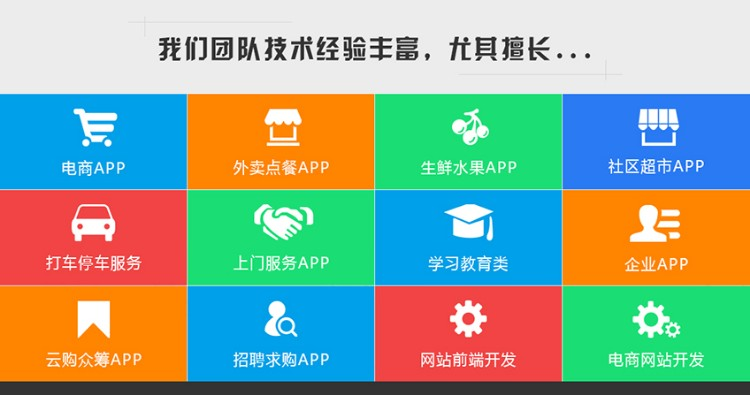 我们团队技术经验丰富，尤其擅长...
电商APP
外卖点餐APP
生鲜水果APP
社区超市APP
打车停车服务
上门服务APP
学习教育类
企业APP
云购众筹APP
招聘求购APP
网站前端开发
电商网站开发